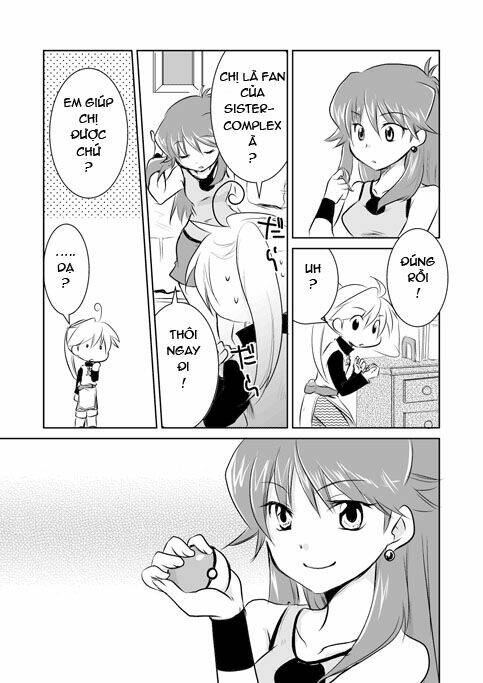 ĐÚNG
RỒI
!
UH
?
CHỊ LÀ FAN
CỦA
SISTER-
COMPLEX
À
?
THÔI
NGAY
ĐI
!
EM GIÚP
CHỊ
ĐƯỢC
CHỨ
?
.....
DẠ
?